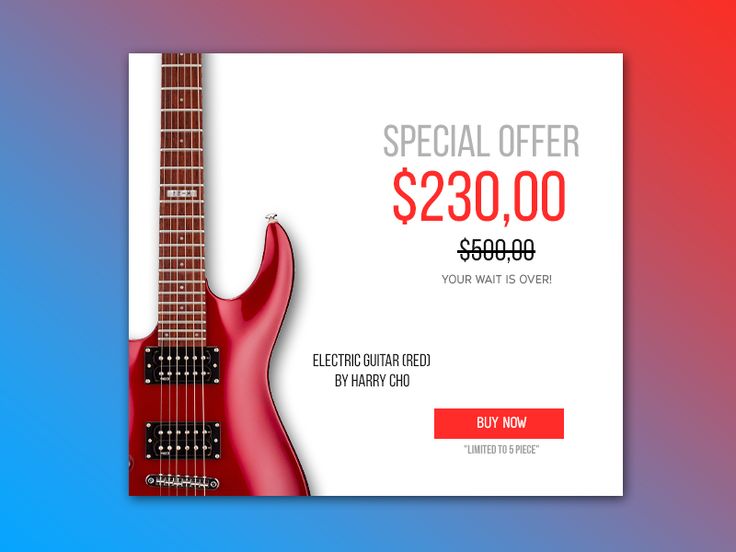 SPECIAL OFFER
$230,00
$500,00
YOUR WAIT IS OVER!
ELECTRIC GUITAR (RED)
BY HARRY CHO
BUY NOW
"LIMITED TO 5 PIECE"